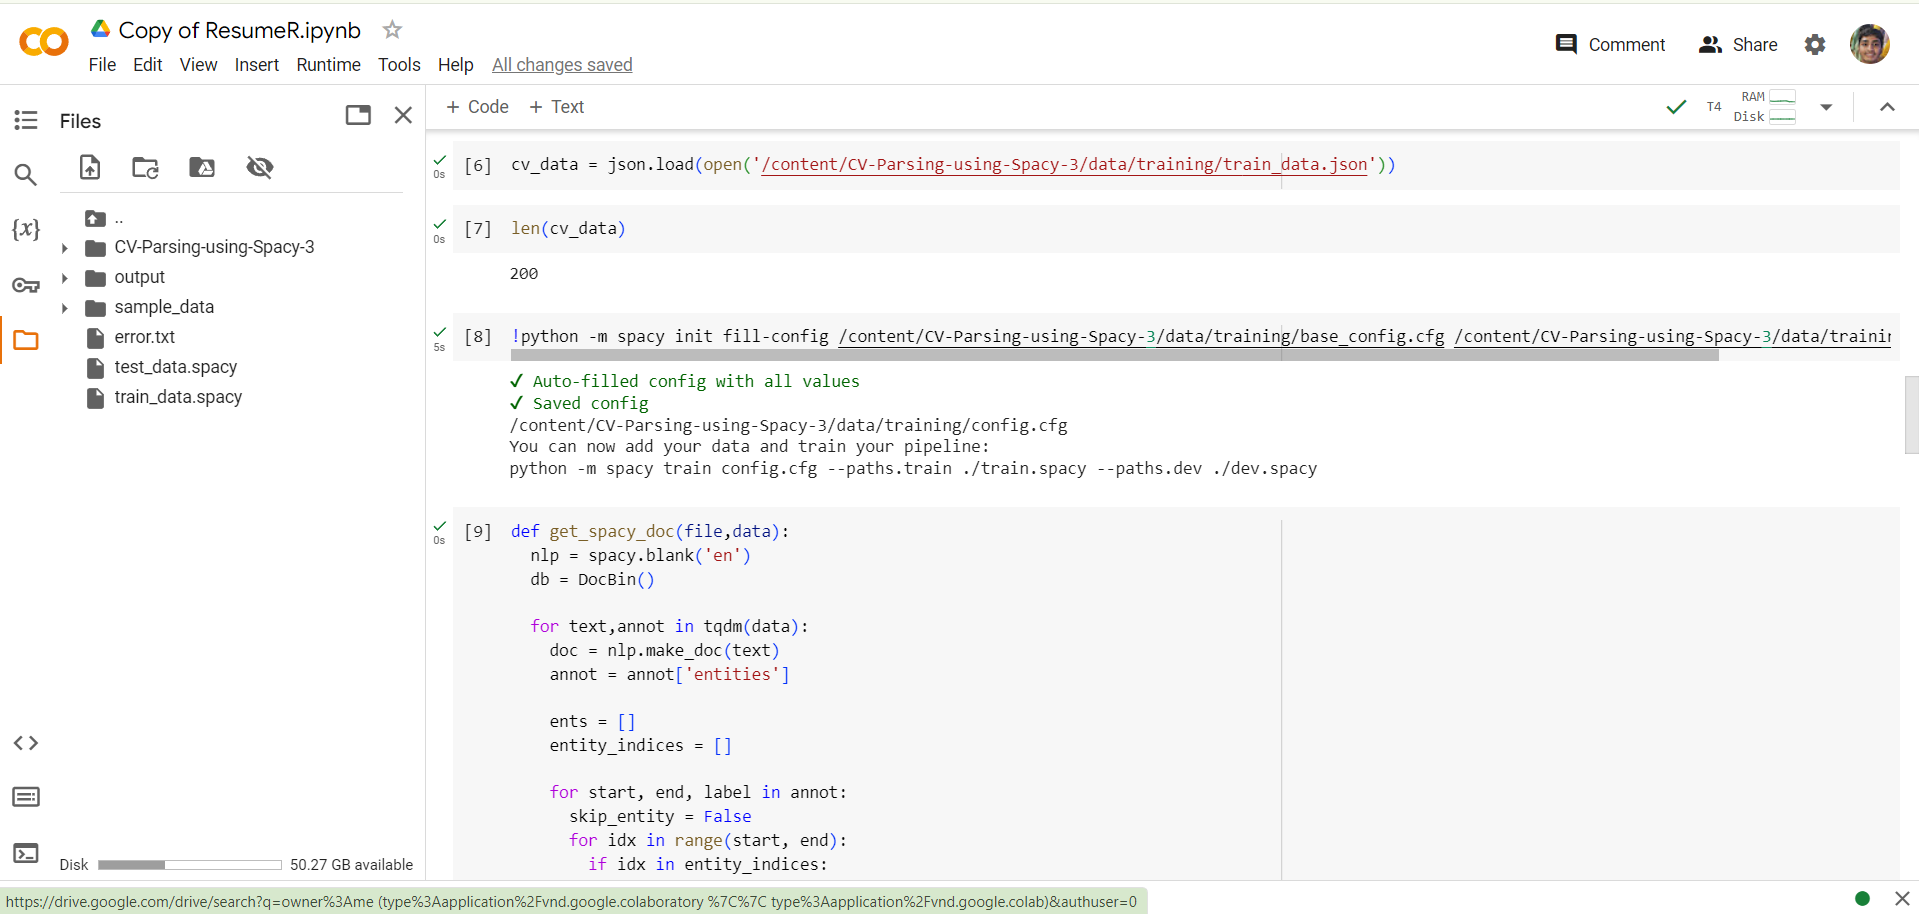 Copy of ResumeR.ipynb
File Edit View Insert Runtime Tools Help All changes saved
Comment Share
Files
+ Code + Text
T4 RAM Disk
..
CV-Parsing-using-Spacy-3
output
sample_data
error.txt
test_data.spacy
train_data.spacy
{x}
Disk 50.27 GB available
0s [6] cv_data = json.load(open('/content/CV-Parsing-using-Spacy-3/data/training/train_data.json'))
0s [7] len(cv_data)
200
5s [8] !python -m spacy init fill-config /content/CV-Parsing-using-Spacy-3/data/training/base_config.cfg /content/CV-Parsing-using-Spacy-3/data/trainin
✔ Auto-filled config with all values
✔ Saved config
/content/CV-Parsing-using-Spacy-3/data/training/config.cfg
You can now add your data and train your pipeline:
python -m spacy train config.cfg --paths.train ./train.spacy --paths.dev ./dev.spacy
0s [9] def get_spacy_doc(file,data):
nlp = spacy.blank('en')
db = DocBin()
for text,annot in tqdm(data):
doc = nlp.make_doc(text)
annot = annot['entities']
ents = []
entity_indices = []
for start, end, label in annot:
skip_entity = False
for idx in range(start, end):
if idx in entity_indices:
https://drive.google.com/drive/search?q=owner%3Ame (type%3Aapplication%2Fvnd.google.colaboratory %7C%7C type%3Aapplication%2Fvnd.google.colab)&authuser=0